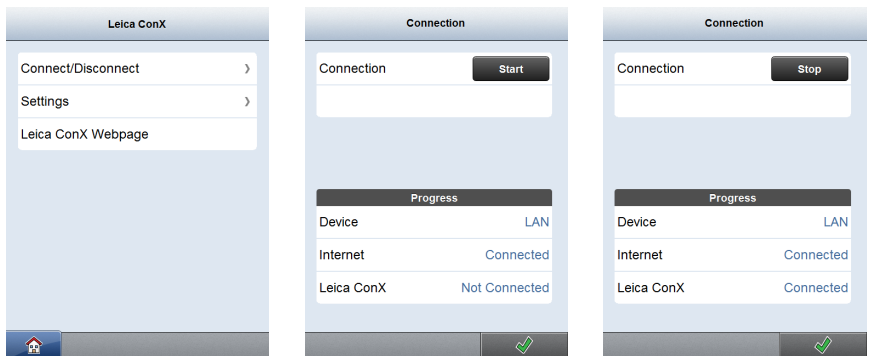 Leica ConX
Connect/Disconnect
Settings
Leica ConX Webpage
Connection
Connection Start
Progress
Device LAN
Internet Connected
Leica ConX Not Connected
Connection
Connection Stop
Progress
Device LAN
Internet Connected
Leica ConX Connected